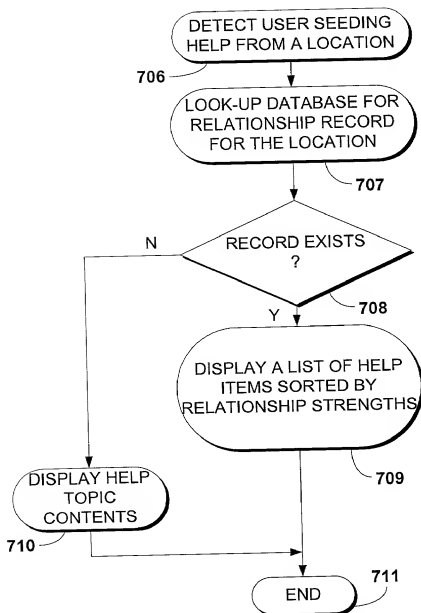 DETECT USER SEEDING
HELP FROM A LOCATION
706
LOOK-UP DATABASE FOR
RELATIONSHIP RECORD
FOR THE LOCATION
707
N
RECORD EXISTS
?
708
Y
DISPLAY A LIST OF HELP
ITEMS SORTED BY
RELATIONSHIP STRENGTHS
709
DISPLAY HELP
TOPIC
CONTENTS
710
711
END